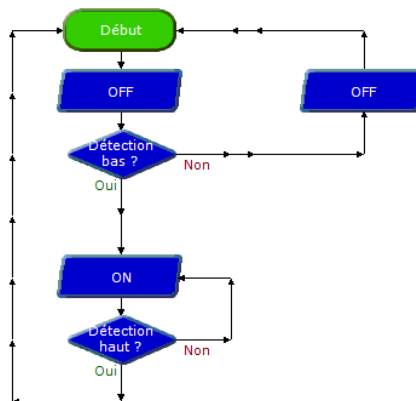 Début
OFF
OFF
Détection
bas ?
Non
Oui
ON
Détection
haut ?
Non
Oui